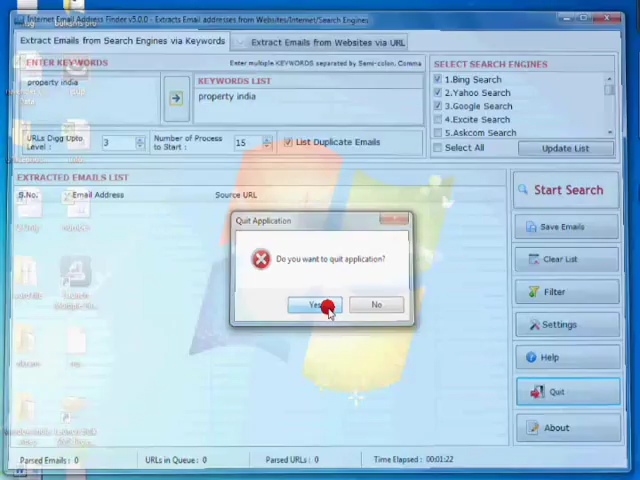 Internet Email Address Finder v5.0.0 - Extracts Email addresses from Websites/Internet/Search Engines
Extract Emails from Search Engines via Keywords
Extract Emails from Websites via URL
ENTER KEYWORDS
Enter multiple KEYWORDS separated by Semi-colon, Comma
SELECT SEARCH ENGINES
property india
KEYWORDS LIST
property india
1.Bing Search
2.Yahoo Search
3.Google Search
4.Excite Search
5.Askcom Search
Select All
Update List
URLs Digg Upto
Level :
3
Number of Process
to Start :
15
List Duplicate Emails
EXTRACTED EMAILS LIST
S.No.
Email Address
Source URL
Start Search
Save Emails
Clear List
Filter
Settings
Help
Quit
About
Quit Application
Do you want to quit application?
Yes
No
Parsed Emails : 0
URLs in Queue : 0
Parsed URLs : 0
Time Elapsed : 00:01:22